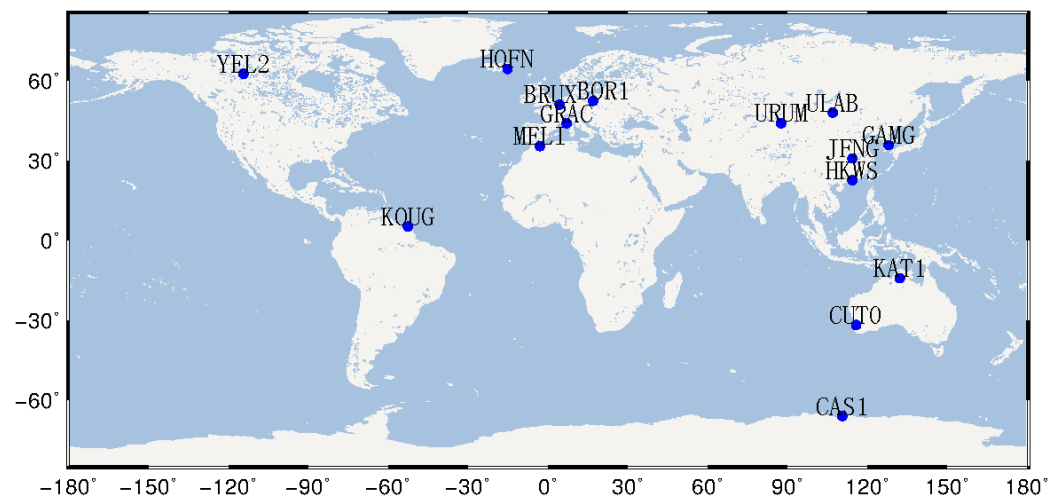 HOFN
YEL2
60°
BRUX
BOR1
ULAB
GRAC
URUM
MEL1
GAMG
JFNG
30°
HKWS
KOUG
0°
KAT1
−30°
CUT0
−60°
CAS1
−180° −150° −120° −90° −60° −30° 0° 30° 60° 90° 120° 150° 180°